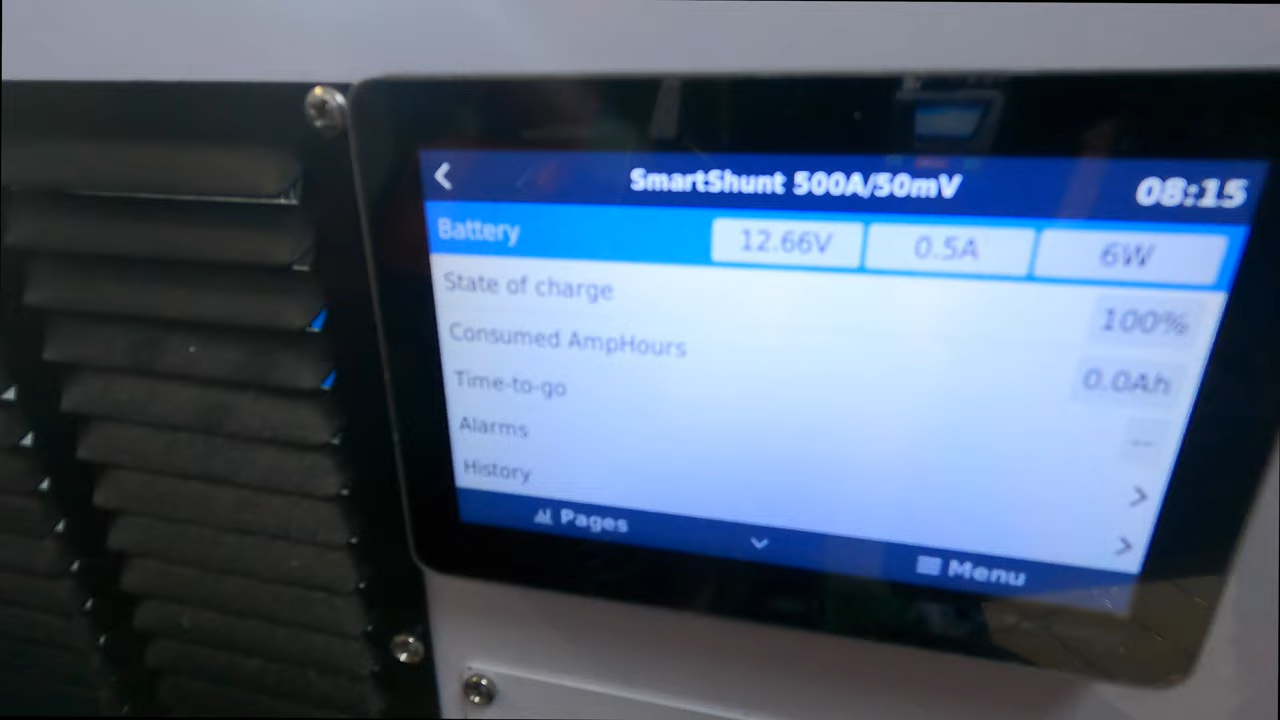 SmartShunt 500A/50mV 08:15
Battery 12.66V 0.5A 6W
State of charge 100%
Consumed AmpHours 0.0Ah
Time-to-go --
Alarms
History
Pages Menu